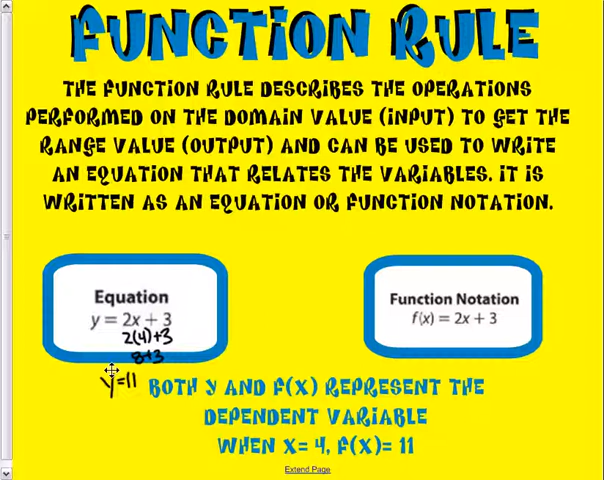 FUNCTION RULE
THE FUNCTION RULE DESCRIBES THE OPERATIONS
PERFORMED ON THE DOMAIN VALUE (INPUT) TO GET THE
RANGE VALUE (OUTPUT) AND CAN BE USED TO WRITE
AN EQUATION THAT RELATES THE VARIABLES. IT IS
WRITTEN AS AN EQUATION OR FUNCTION NOTATION.
Equation
y = 2x + 3
2(4)+3
8+3
y=11
Function Notation
f(x) = 2x + 3
BOTH Y AND F(X) REPRESENT THE
DEPENDENT VARIABLE
WHEN X= 4, F(X)= 11
Extend Page